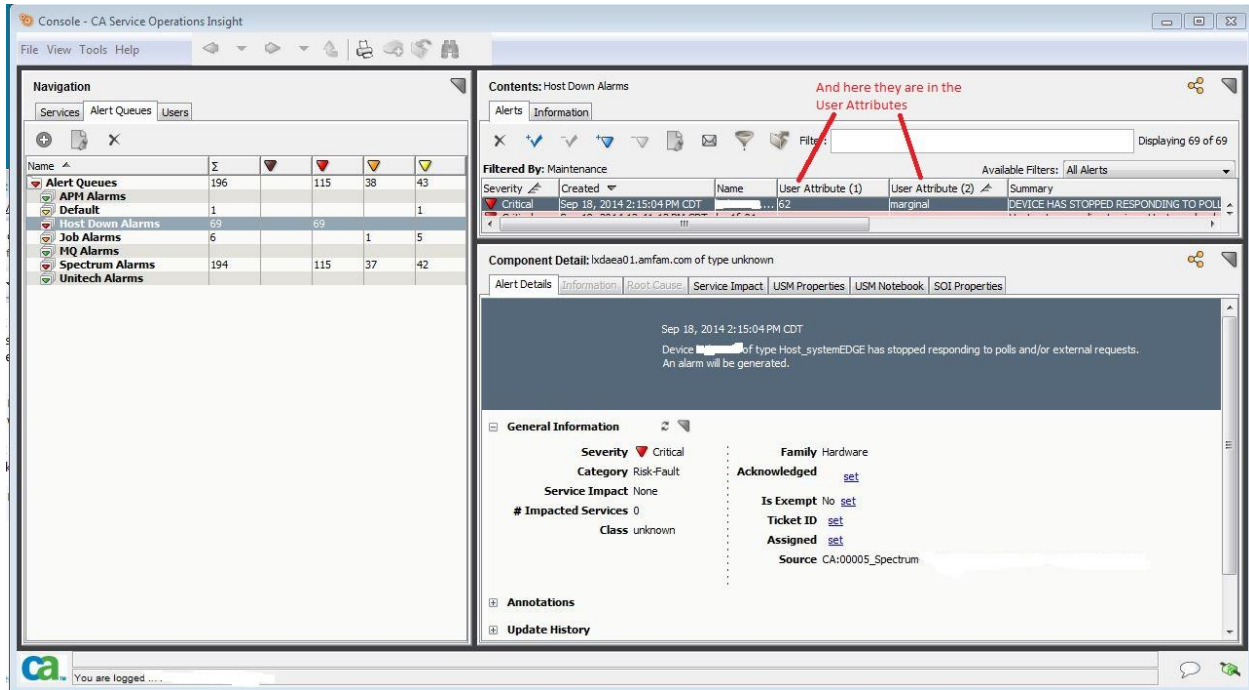 Console - CA Service Operations Insight
File View Tools Help
Navigation
Services Alert Queues Users
Name Σ
Alert Queues 196 115 38 43
APM Alarms
Default 1 1
Host Down Alarms 69 69
Job Alarms 6 1 5
MQ Alarms
Spectrum Alarms 194 115 37 42
Unitech Alarms
Contents: Host Down Alarms
And here they are in the
User Attributes
Alerts Information
Filter: Displaying 69 of 69
Filtered By: Maintenance Available Filters: All Alerts
Severity Created Name User Attribute (1) User Attribute (2) Summary
Critical Sep 18, 2014 2:15:04 PM CDT ... 62 marginal DEVICE HAS STOPPED RESPONDING TO POLL
Component Detail: lxdaea01.amfam.com of type unknown
Alert Details Information Root Cause Service Impact USM Properties USM Notebook SOI Properties
Sep 18, 2014 2:15:04 PM CDT
Device of type Host_systemEDGE has stopped responding to polls and/or external requests.
An alarm will be generated.
General Information
Severity Critical
Category Risk-Fault
Service Impact None
# Impacted Services 0
Class unknown
Family Hardware
Acknowledged set
Is Exempt No set
Ticket ID set
Assigned set
Source CA:00005_Spectrum
Annotations
Update History
ca
You are logged ....